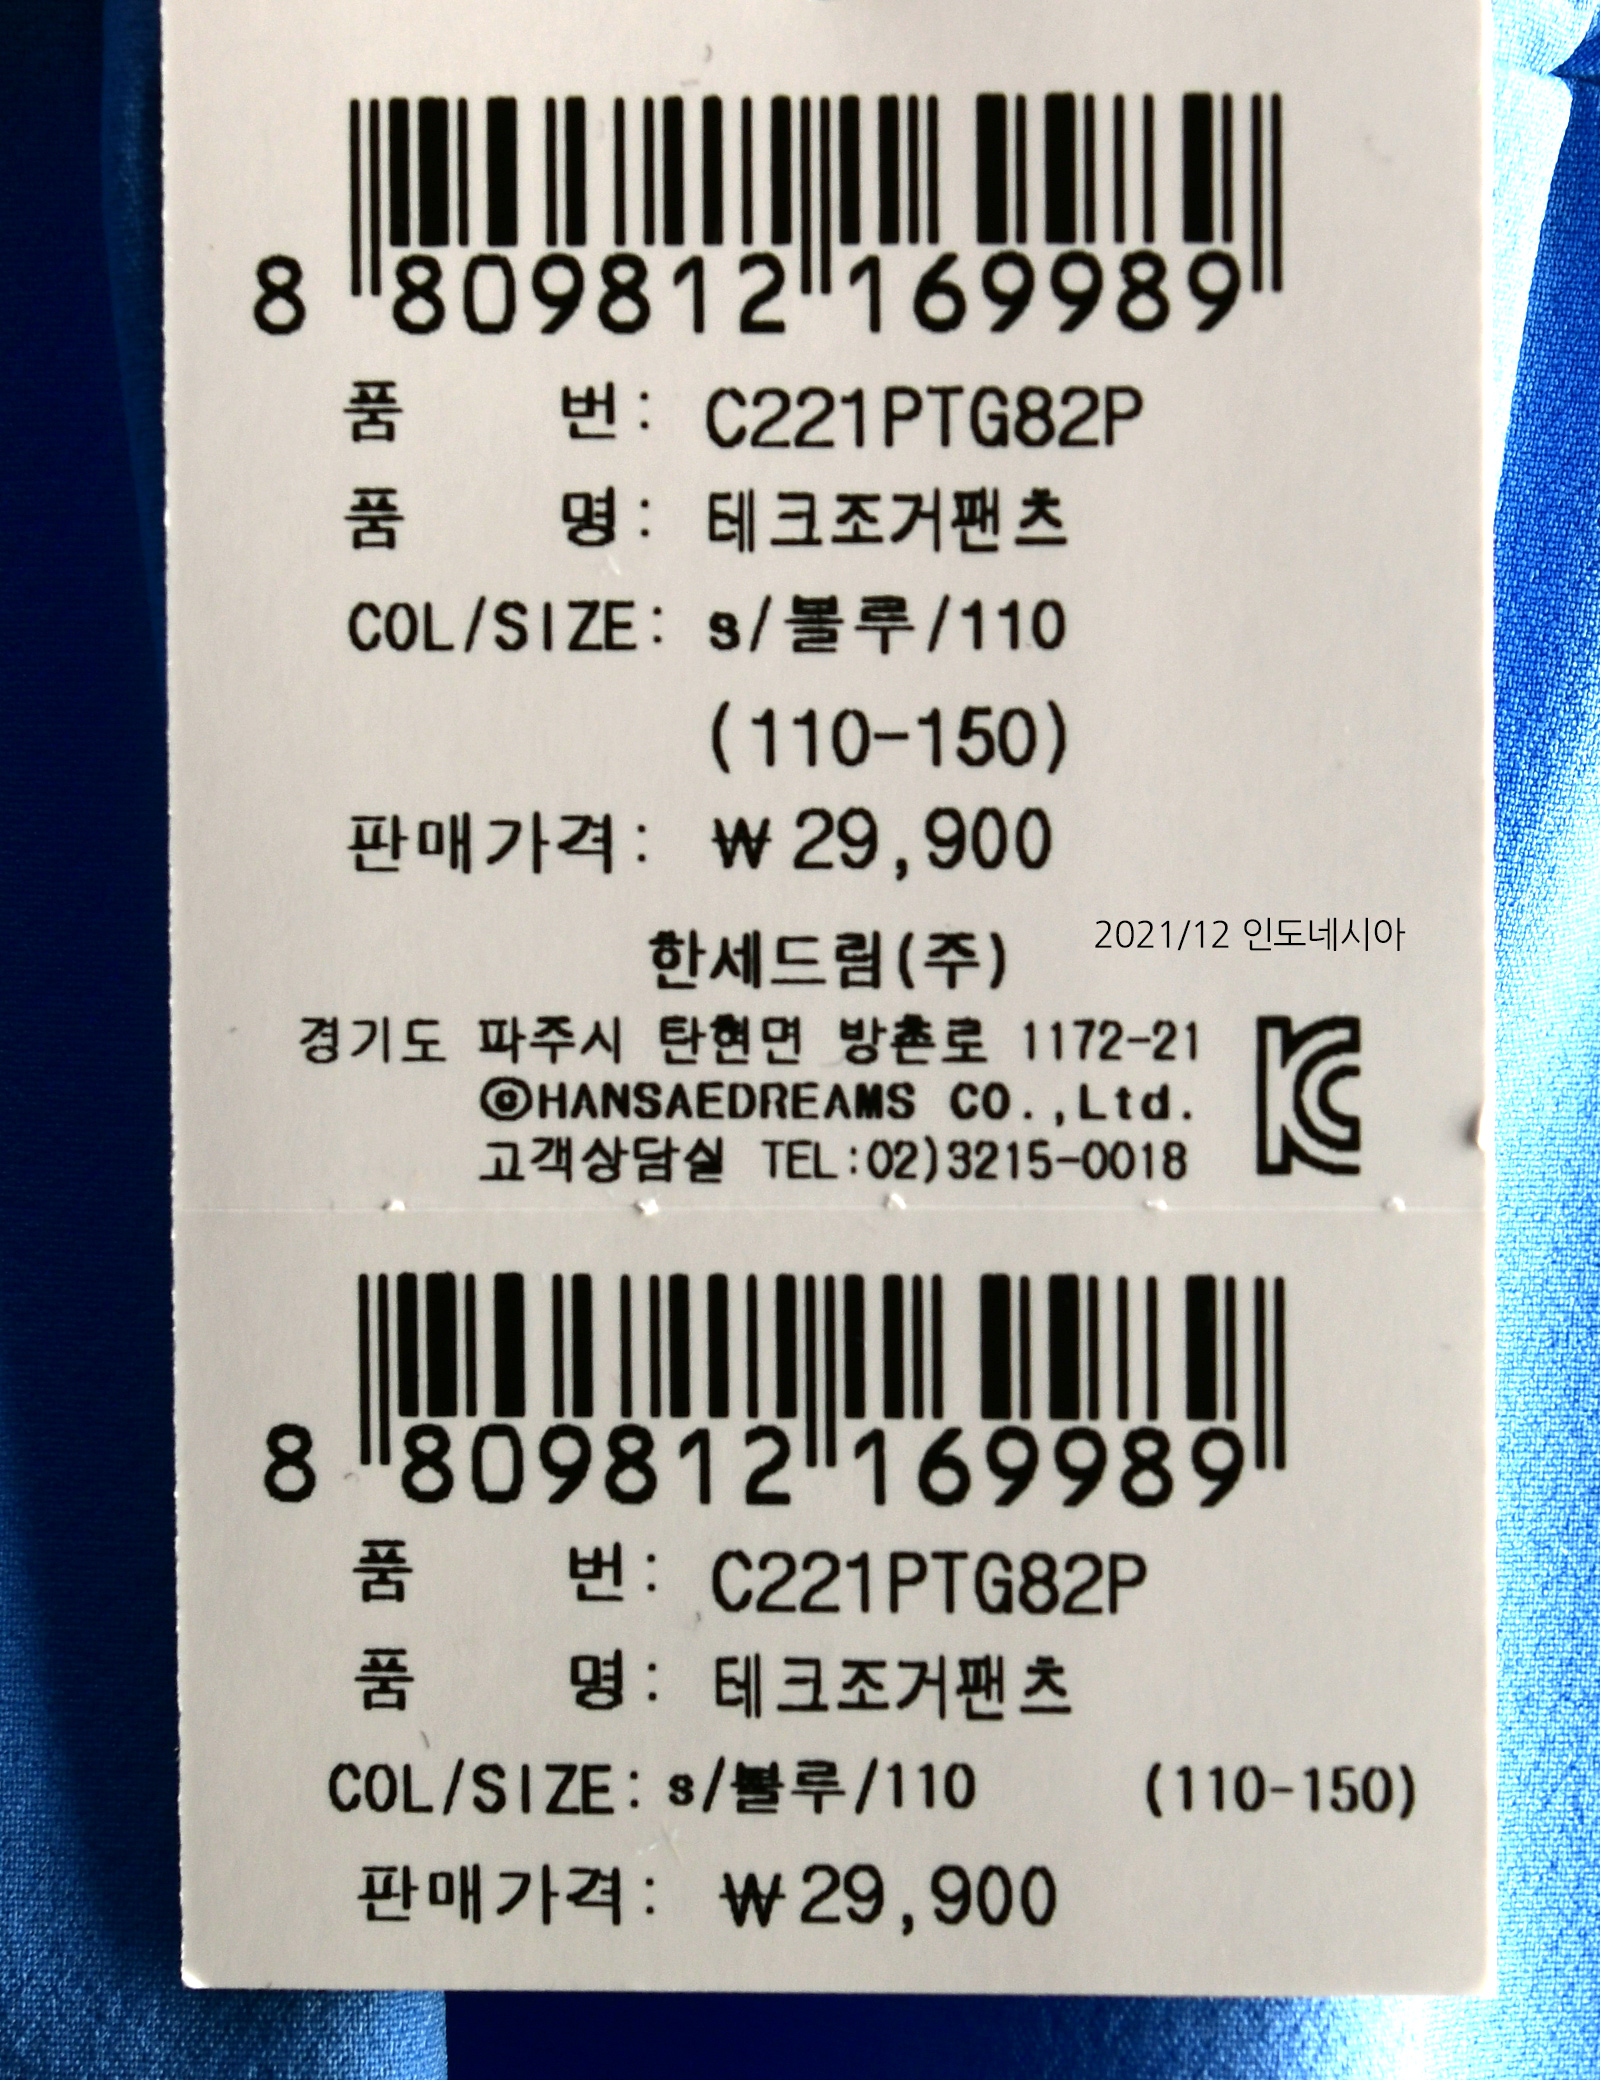 8 809812 169989
품 번: C221PTG82P
품 명: 테크조거팬츠
COL/SIZE: s/블루/110
(110-150)
판매가격: ₩29,900
2021/12 인도네시아
한세드림(주)
경기도 파주시 탄현면 방촌로 1172-21
ⓒHANSAEDREAMS CO.,Ltd.
고객상담실 TEL:02)3215-0018
8 809812 169989
품 번: C221PTG82P
품 명: 테크조거팬츠
COL/SIZE: s/블루/110 (110-150)
판매가격: ₩29,900